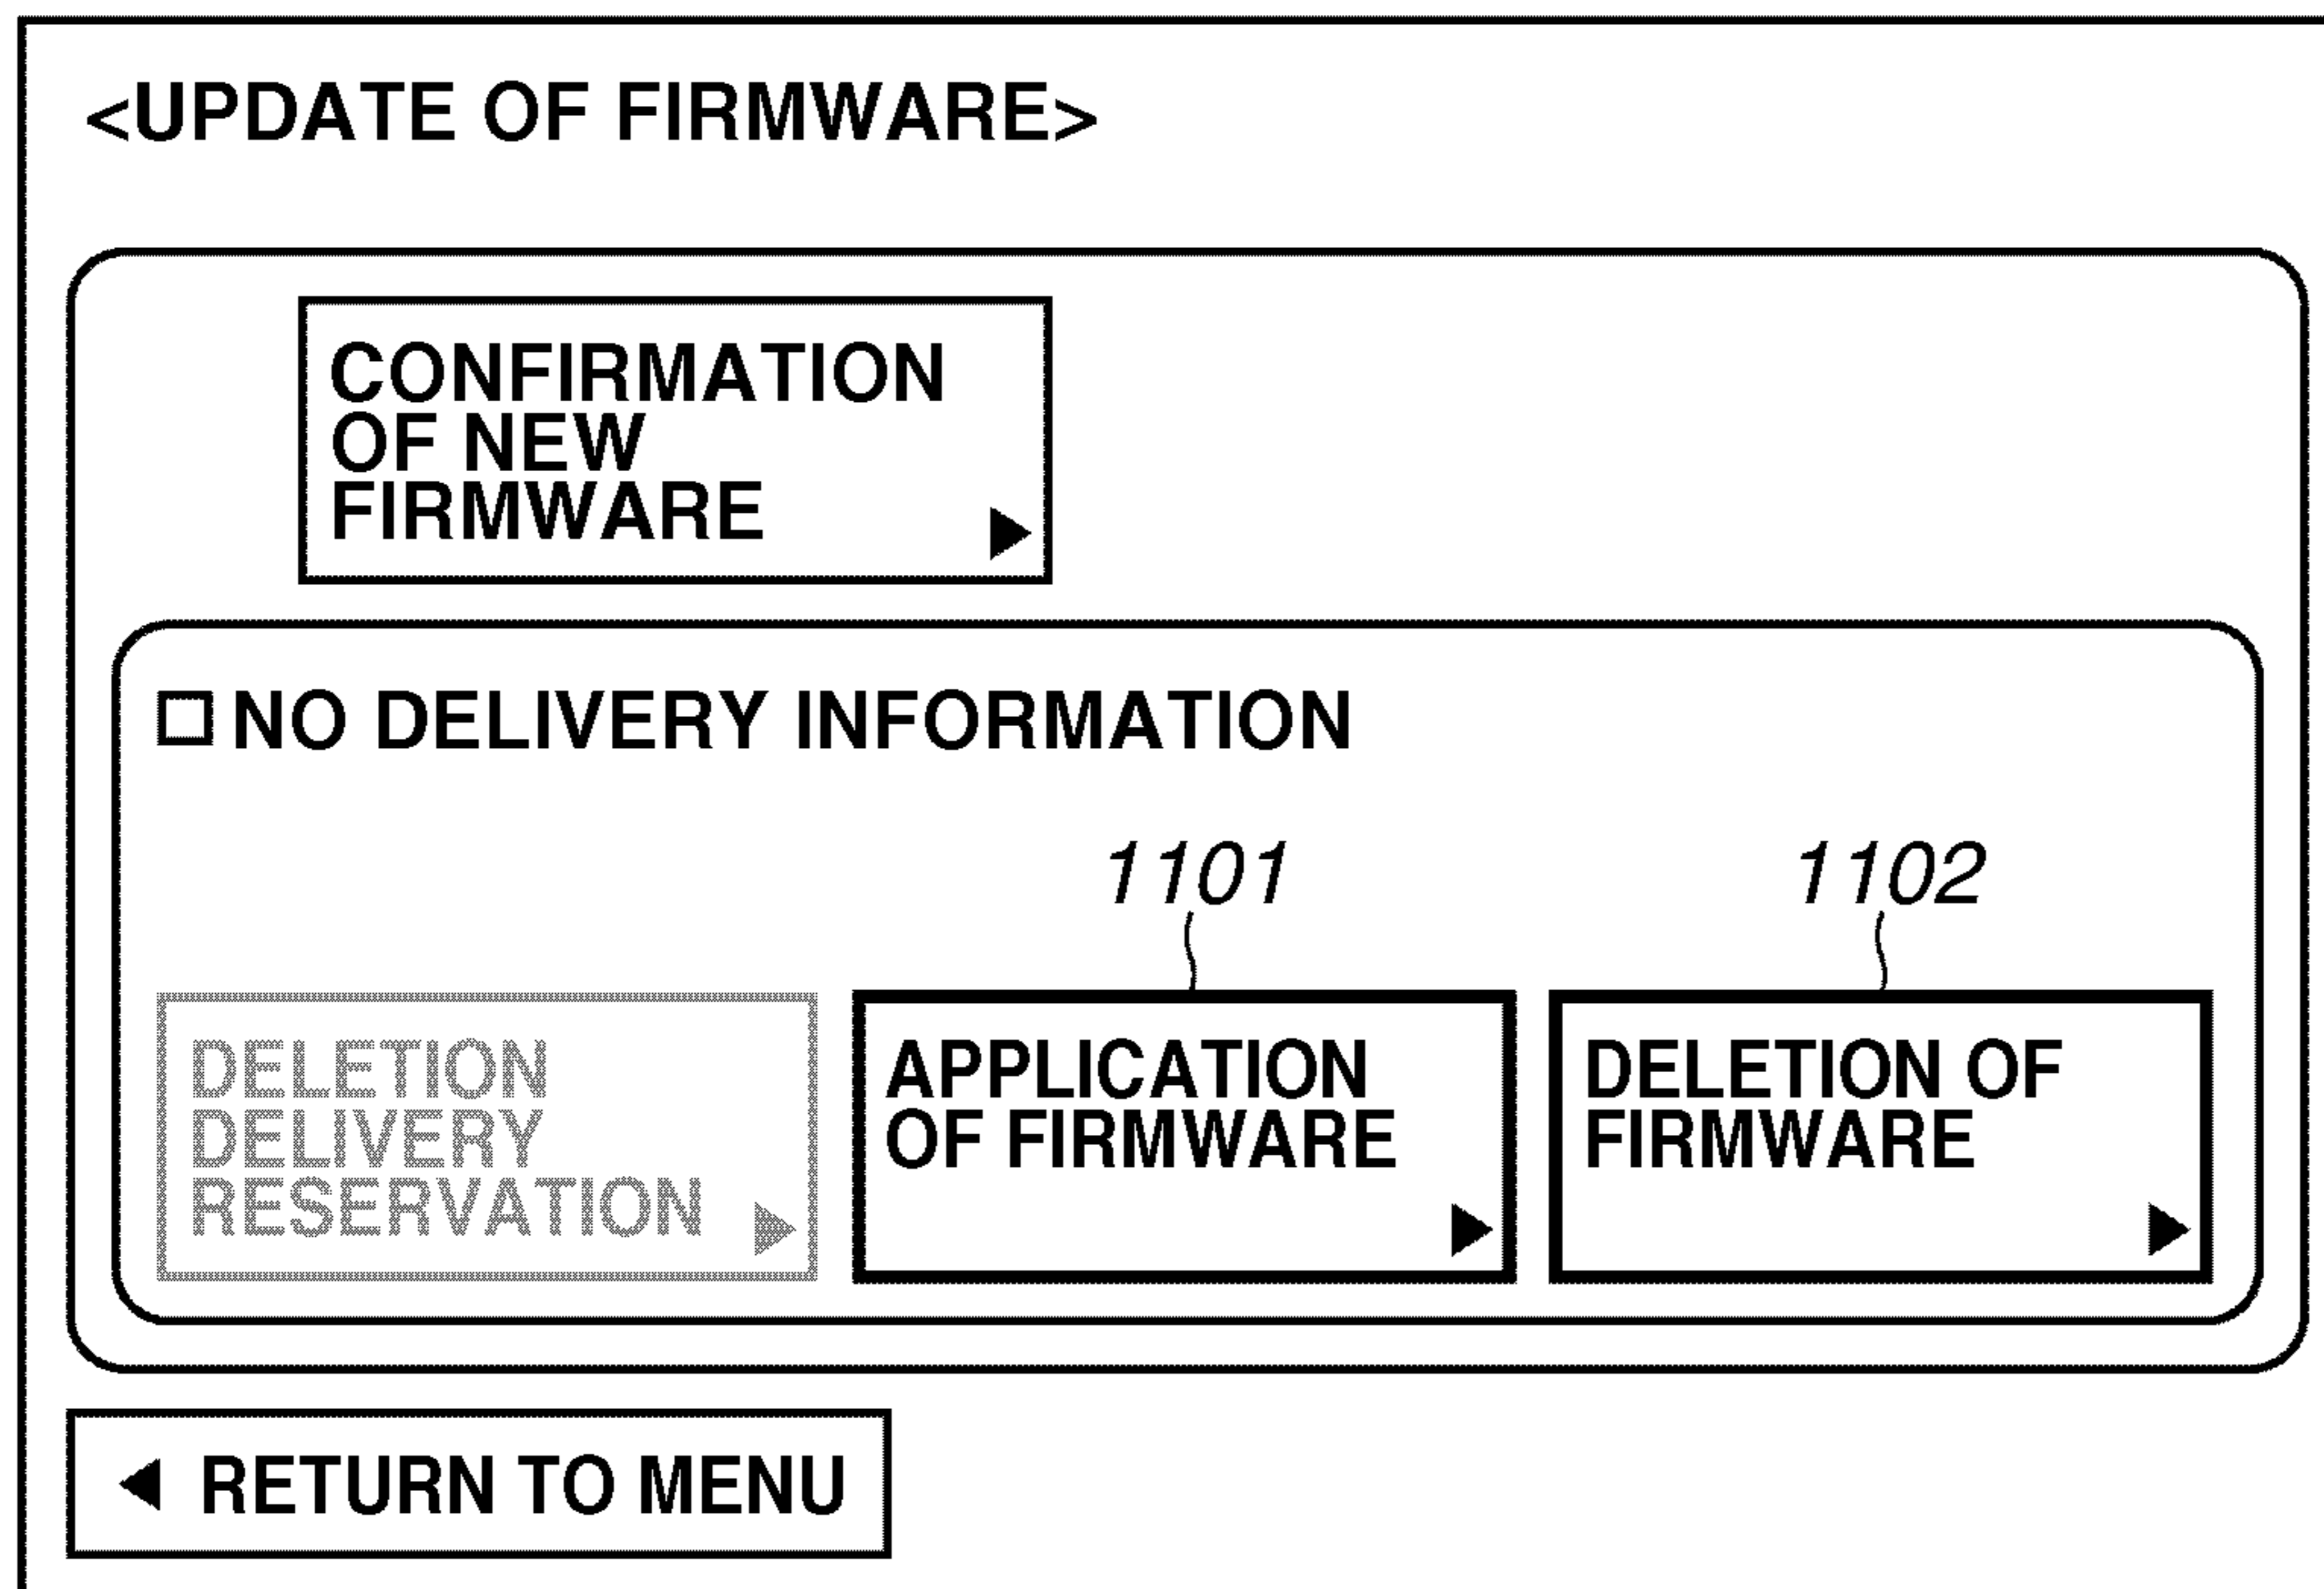 <UPDATE OF FIRMWARE>
CONFIRMATION
OF NEW
FIRMWARE
NO DELIVERY INFORMATION
1101
1102
DELETION
DELIVERY
RESERVATION
APPLICATION
OF FIRMWARE
DELETION OF
FIRMWARE
RETURN TO MENU